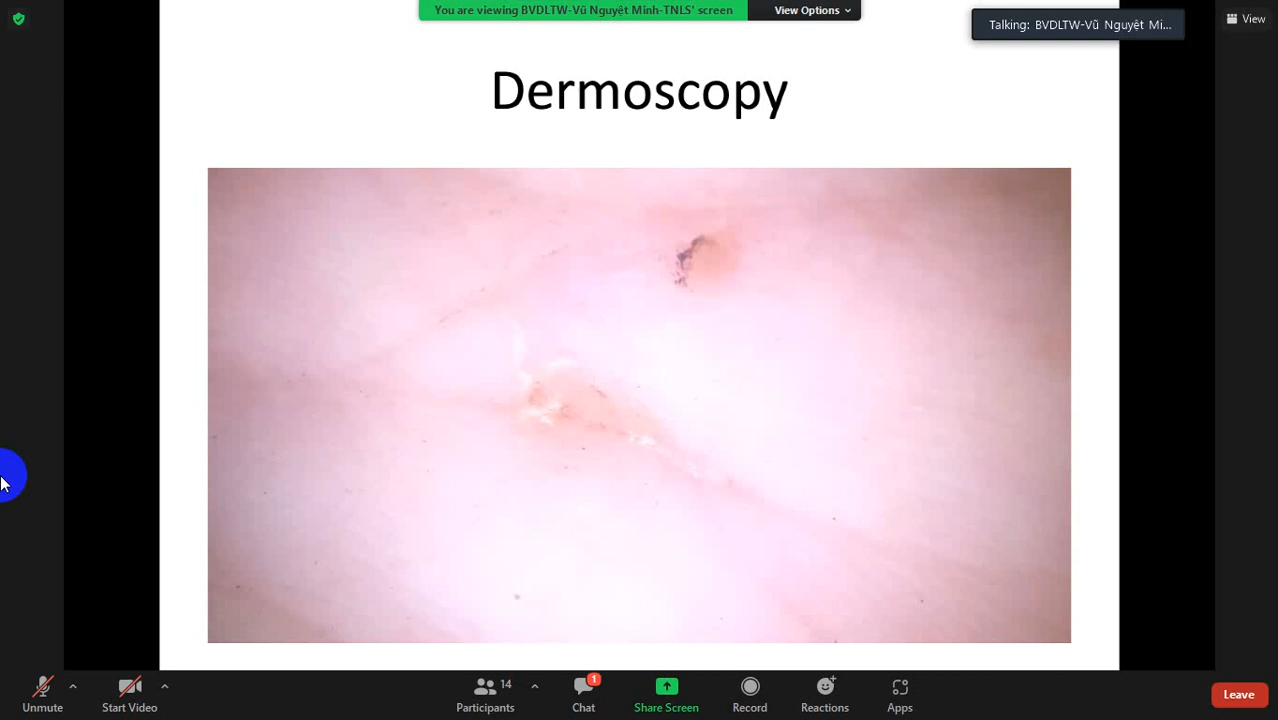 You are viewing BVDLTW-Vũ Nguyệt Minh-TNLS' screen
View Options
Talking: BVDLTW-Vũ Nguyệt Mi...
View
Dermoscopy
Unmute
Start Video
14
Participants
1
Chat
Share Screen
Record
Reactions
Apps
Leave